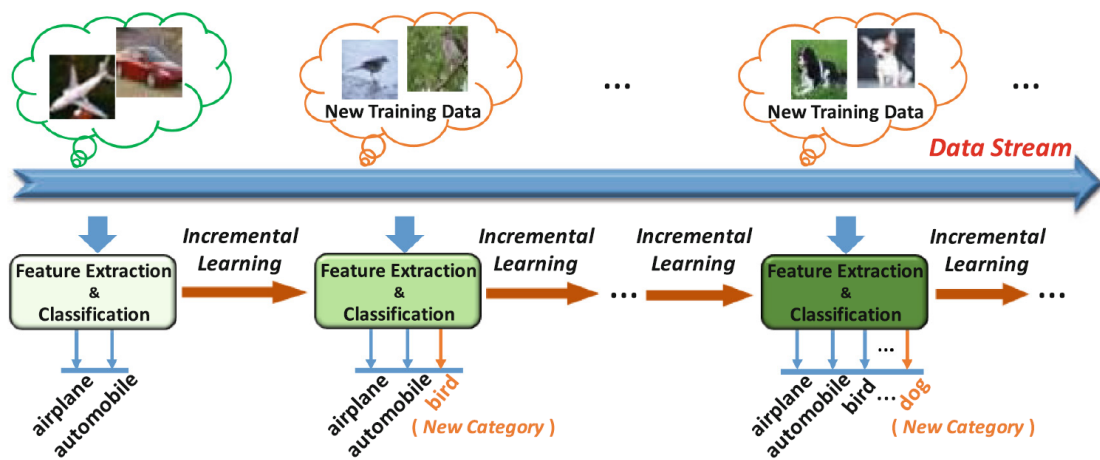 New Training Data
...
New Training Data
...
Data Stream
Feature Extraction
&
Classification
Incremental
Learning
Feature Extraction
&
Classification
Incremental
Learning
...
Incremental
Learning
Feature Extraction
&
Classification
Incremental
Learning
...
airplane
automobile
airplane
automobile
bird
( New Category )
...
airplane
automobile
bird
...
dog
( New Category )